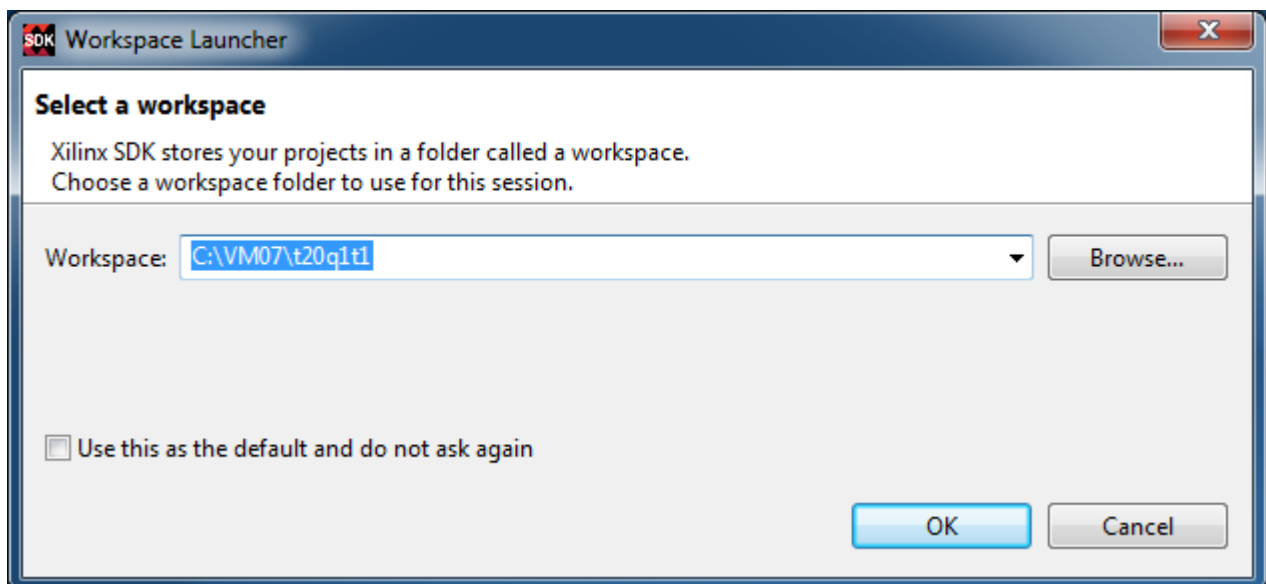 SDK Workspace Launcher
Select a workspace
Xilinx SDK stores your projects in a folder called a workspace.
Choose a workspace folder to use for this session.
Workspace: C:\VM07\t20q1t1 Browse...
Use this as the default and do not ask again
OK Cancel